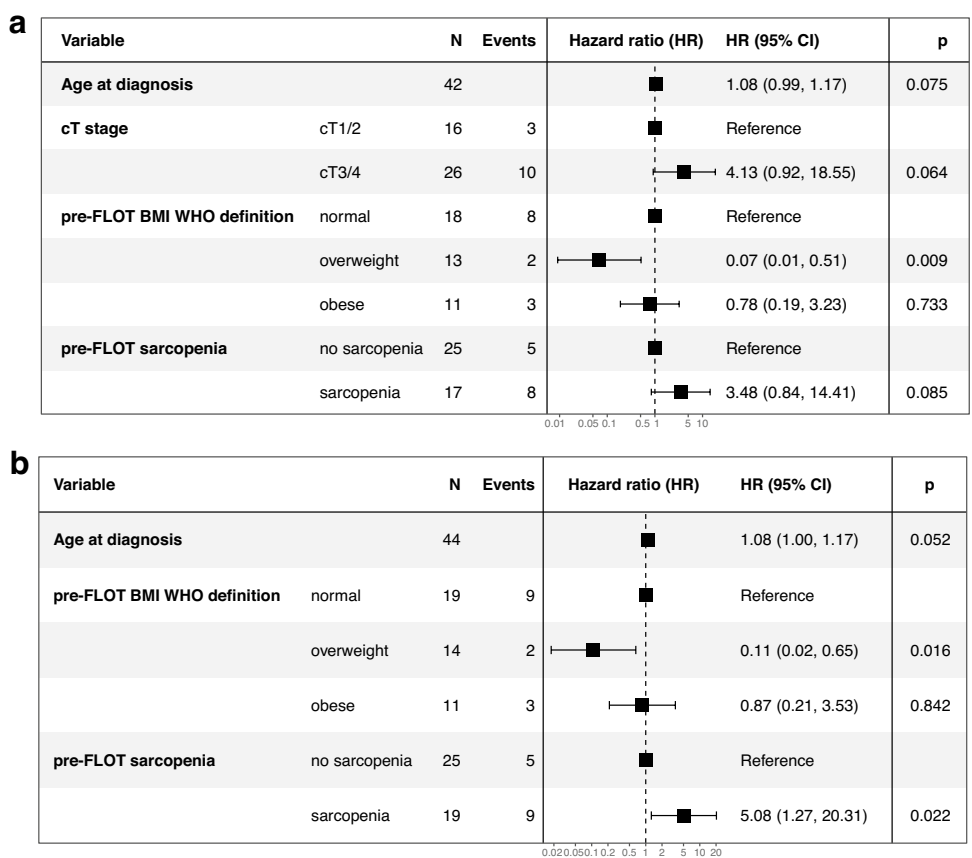 a
Variable N Events Hazard ratio (HR) HR (95% CI) p
Age at diagnosis 42 1.08 (0.99, 1.17) 0.075
cT stage cT1/2 16 3 Reference
cT3/4 26 10 4.13 (0.92, 18.55) 0.064
pre-FLOT BMI WHO definition normal 18 8 Reference
overweight 13 2 0.07 (0.01, 0.51) 0.009
obese 11 3 0.78 (0.19, 3.23) 0.733
pre-FLOT sarcopenia no sarcopenia 25 5 Reference
sarcopenia 17 8 3.48 (0.84, 14.41) 0.085
0.01 0.05 0.1 0.5 1 5 10
b
Variable N Events Hazard ratio (HR) HR (95% CI) p
Age at diagnosis 44 1.08 (1.00, 1.17) 0.052
pre-FLOT BMI WHO definition normal 19 9 Reference
overweight 14 2 0.11 (0.02, 0.65) 0.016
obese 11 3 0.87 (0.21, 3.53) 0.842
pre-FLOT sarcopenia no sarcopenia 25 5 Reference
sarcopenia 19 9 5.08 (1.27, 20.31) 0.022
0.02 0.05 0.1 0.2 0.5 1 2 5 10 20